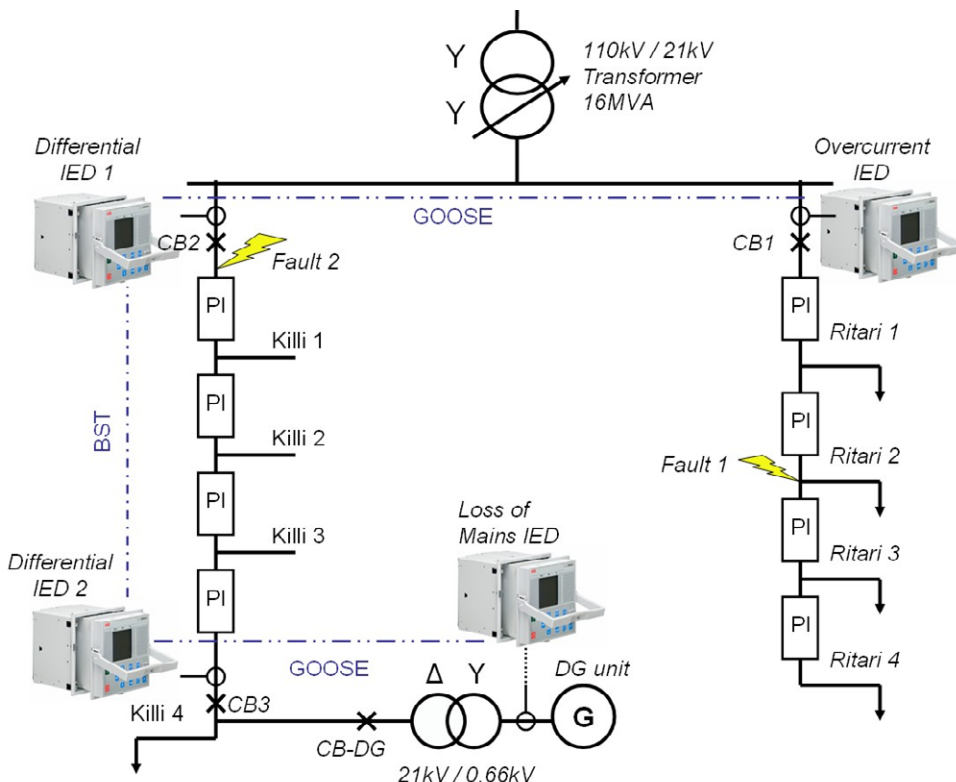 Y
Y
110kV / 21kV
Transformer
16MVA
Differential
IED 1
Overcurrent
IED
GOOSE
CB2
Fault 2
CB1
PI
Killi 1
PI
Ritari 1
PI
Killi 2
PI
Ritari 2
Fault 1
BST
PI
Killi 3
PI
Ritari 3
Loss of
Mains IED
Differential
IED 2
PI
PI
Ritari 4
GOOSE
Δ
Y
DG unit
G
Killi 4
CB3
CB-DG
21kV / 0.66kV